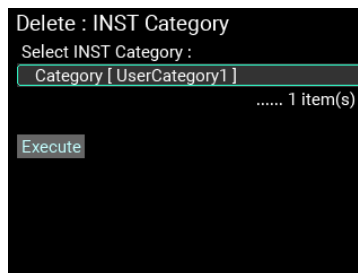 Delete : INST Category
Select INST Category :
Category [ UserCategory1 ]
...... 1 item(s)
Execute